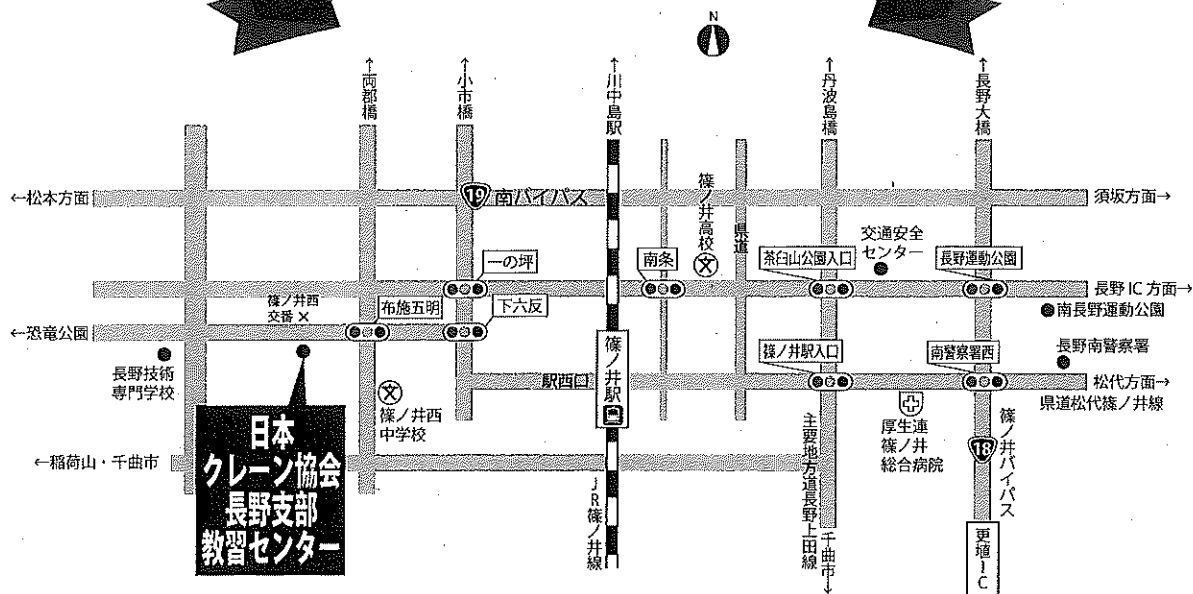 N
↑両郡橋
↑小市橋
↑川中島駅
↑丹波島橋
↑長野大橋
←松本方面
19 南バイパス
篠ノ井高校
県道
須坂方面→
交通安全
センター
一の坪
南条
茶臼山公園入口
長野運動公園
長野IC方面→
南長野運動公園
篠ノ井西
交番
布施五明
下六反
←恐竜公園
長野技術
専門学校
篠ノ井駅
駅西口
篠ノ井駅入口
南警察署西
長野南警察署
松代方面→
県道松代篠ノ井線
篠ノ井西
中学校
厚生連
篠ノ井
総合病院
日本
クレーン協会
長野支部
教習センター
←稲荷山・千曲市
JR篠ノ井線
主要地方道長野上田線
千曲市↓
18
篠ノ井バイパス
更埴IC